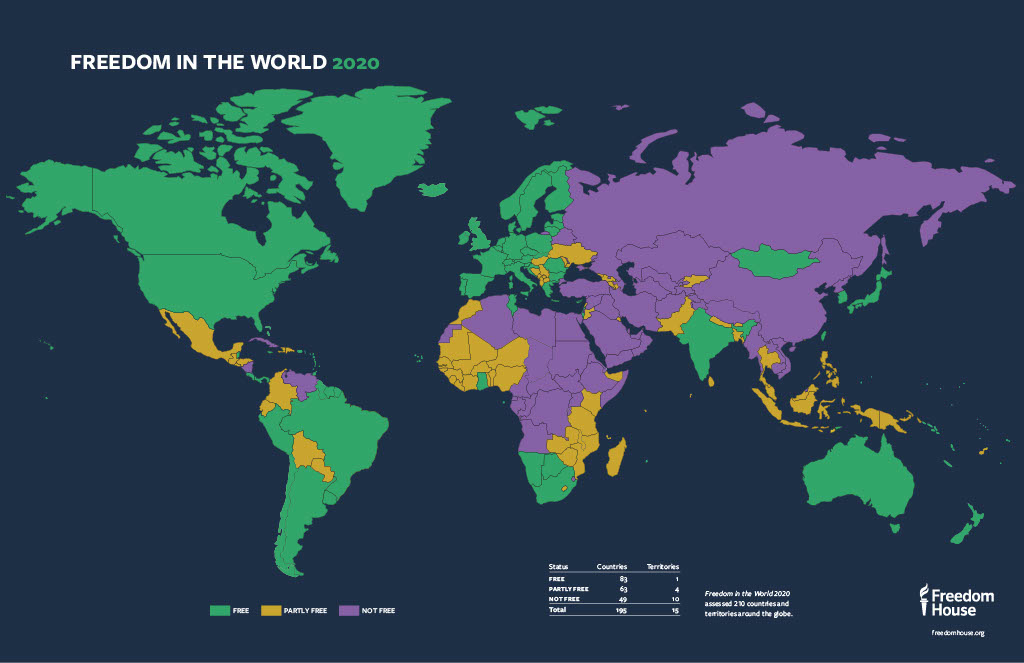 FREEDOM IN THE WORLD 2020
Status Countries Territories
FREE 83 1
PARTLY FREE 63 4
NOT FREE 49 10
Total 195 15
Freedom in the World 2020
assessed 210 countries and
territories around the globe.
FREE PARTLY FREE NOT FREE
Freedom
House
freedomhouse.org